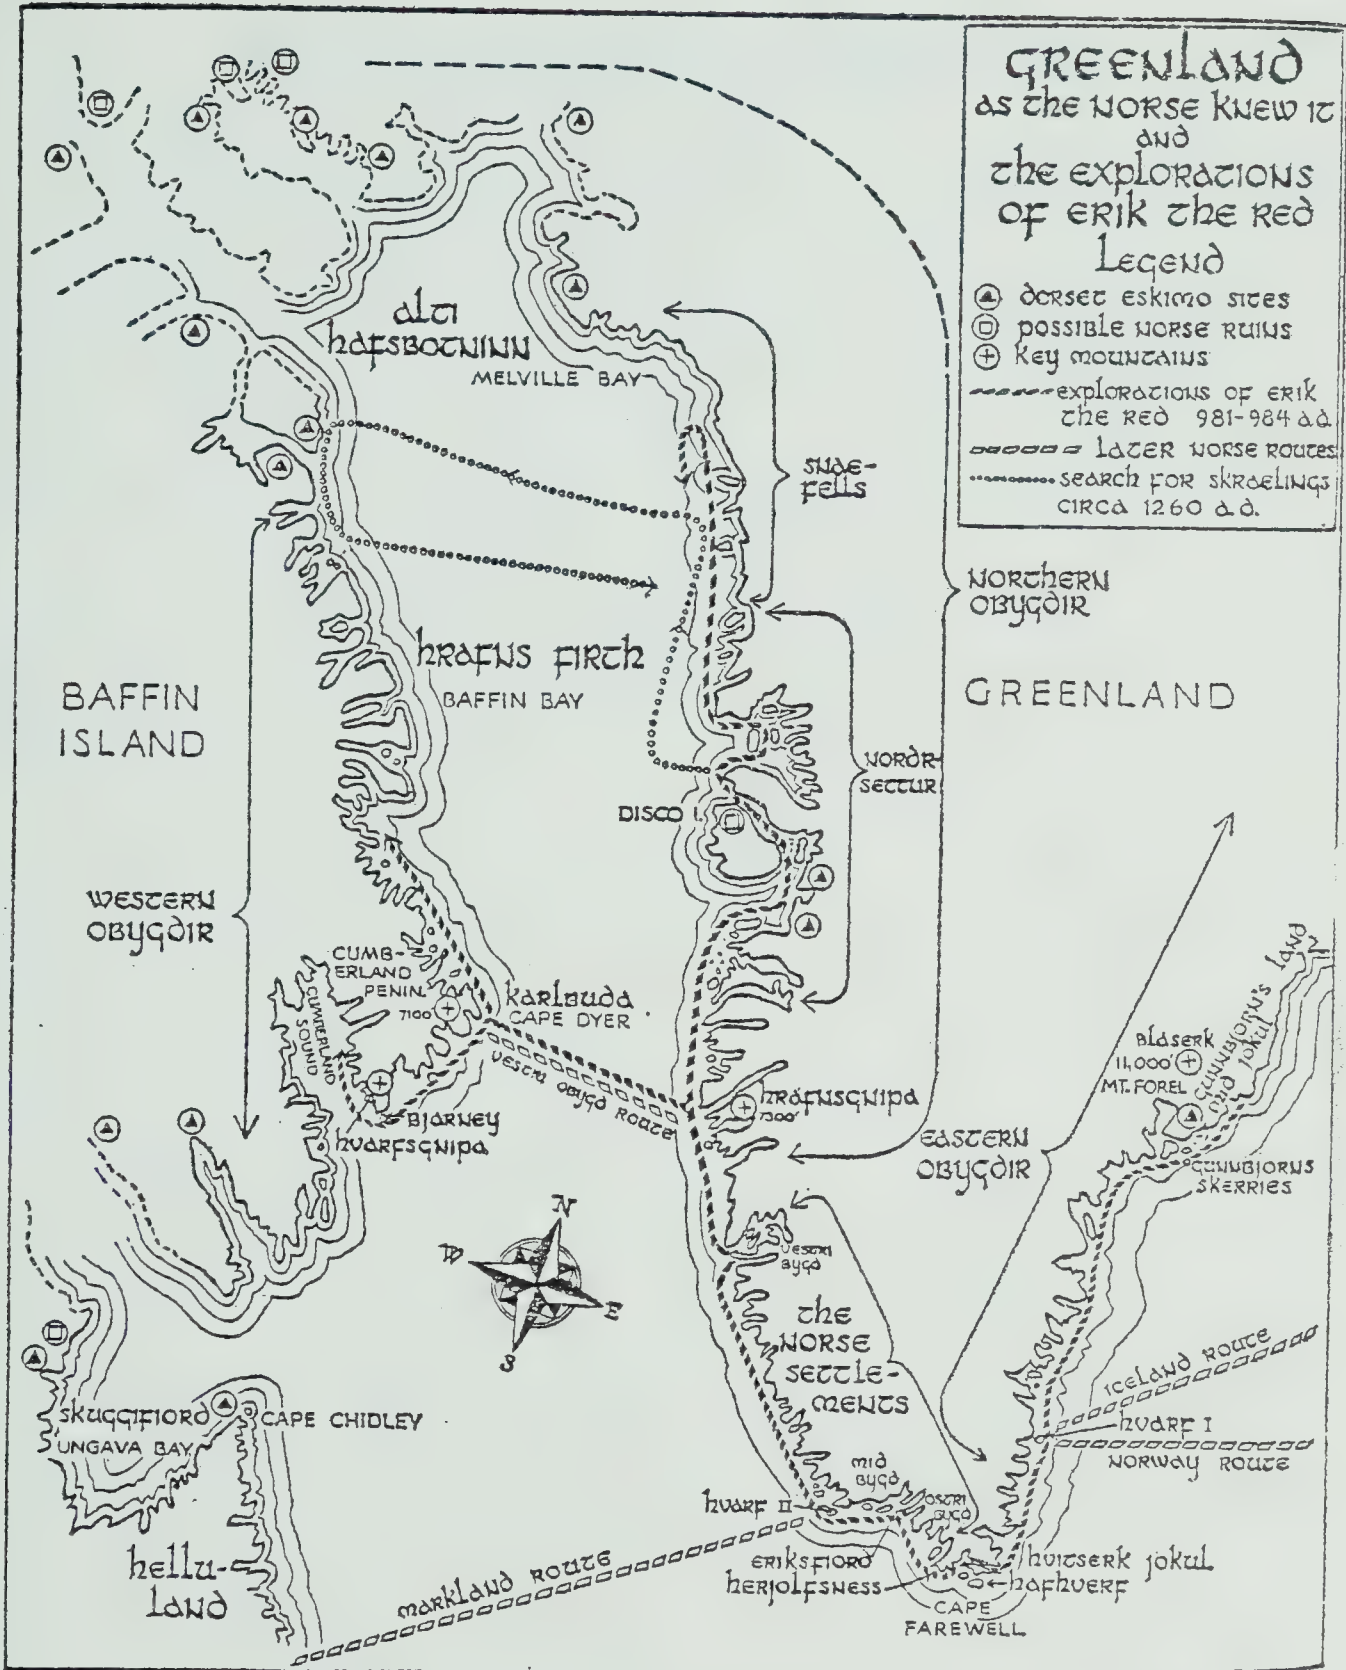 GREENLAND
AS THE NORSE KNEW IT
AND
THE EXPLORATIONS
OF ERIK THE RED
LEGEND
DORSET ESKIMO SITES
POSSIBLE NORSE RUINS
KEY MOUNTAINS
EXPLORATIONS OF ERIK
THE RED 981-984 A.D.
LATER NORSE ROUTES
SEARCH FOR SKRAELINGS
CIRCA 1260 A.D.
ALTI
HAFSBOTNINN
MELVILLE BAY
SNAE-
FELLS
NORTHERN
OBYGDIR
HRAFNS FIRTH
BAFFIN BAY
BAFFIN
ISLAND
GREENLAND
NORDR-
SETTUR
DISCO I.
WESTERN
OBYGDIR
CUMB-
ERLAND
PENIN.
7100'
CUMBERLAND
SOUND
KARLBUDA
CAPE DYER
VESTRI OBYGD ROUTE
BJARNEY
HVARFSGNIPA
HRAFNSGNIPA
7300'
GUNNBJORN'S LAND
MID JOKUL
BLASERK
11,000'
MT. FOREL
EASTERN
OBYGDIR
GUNNBJORNS
SKERRIES
N
W
E
S
VESTRI
BYGD
THE
NORSE
SETTLE-
MENTS
ICELAND ROUTE
HVARF I
NORWAY ROUTE
SKUGGIFIORD
UNGAVA BAY
CAPE CHIDLEY
MID
BYGD
OSTRI
BYGD
HVARF II
ERIKSFIORD
HERJOLFSNESS
HVITSERK JOKUL
HAFHVERF
CAPE
FAREWELL
HELLU-
LAND
MARKLAND ROUTE